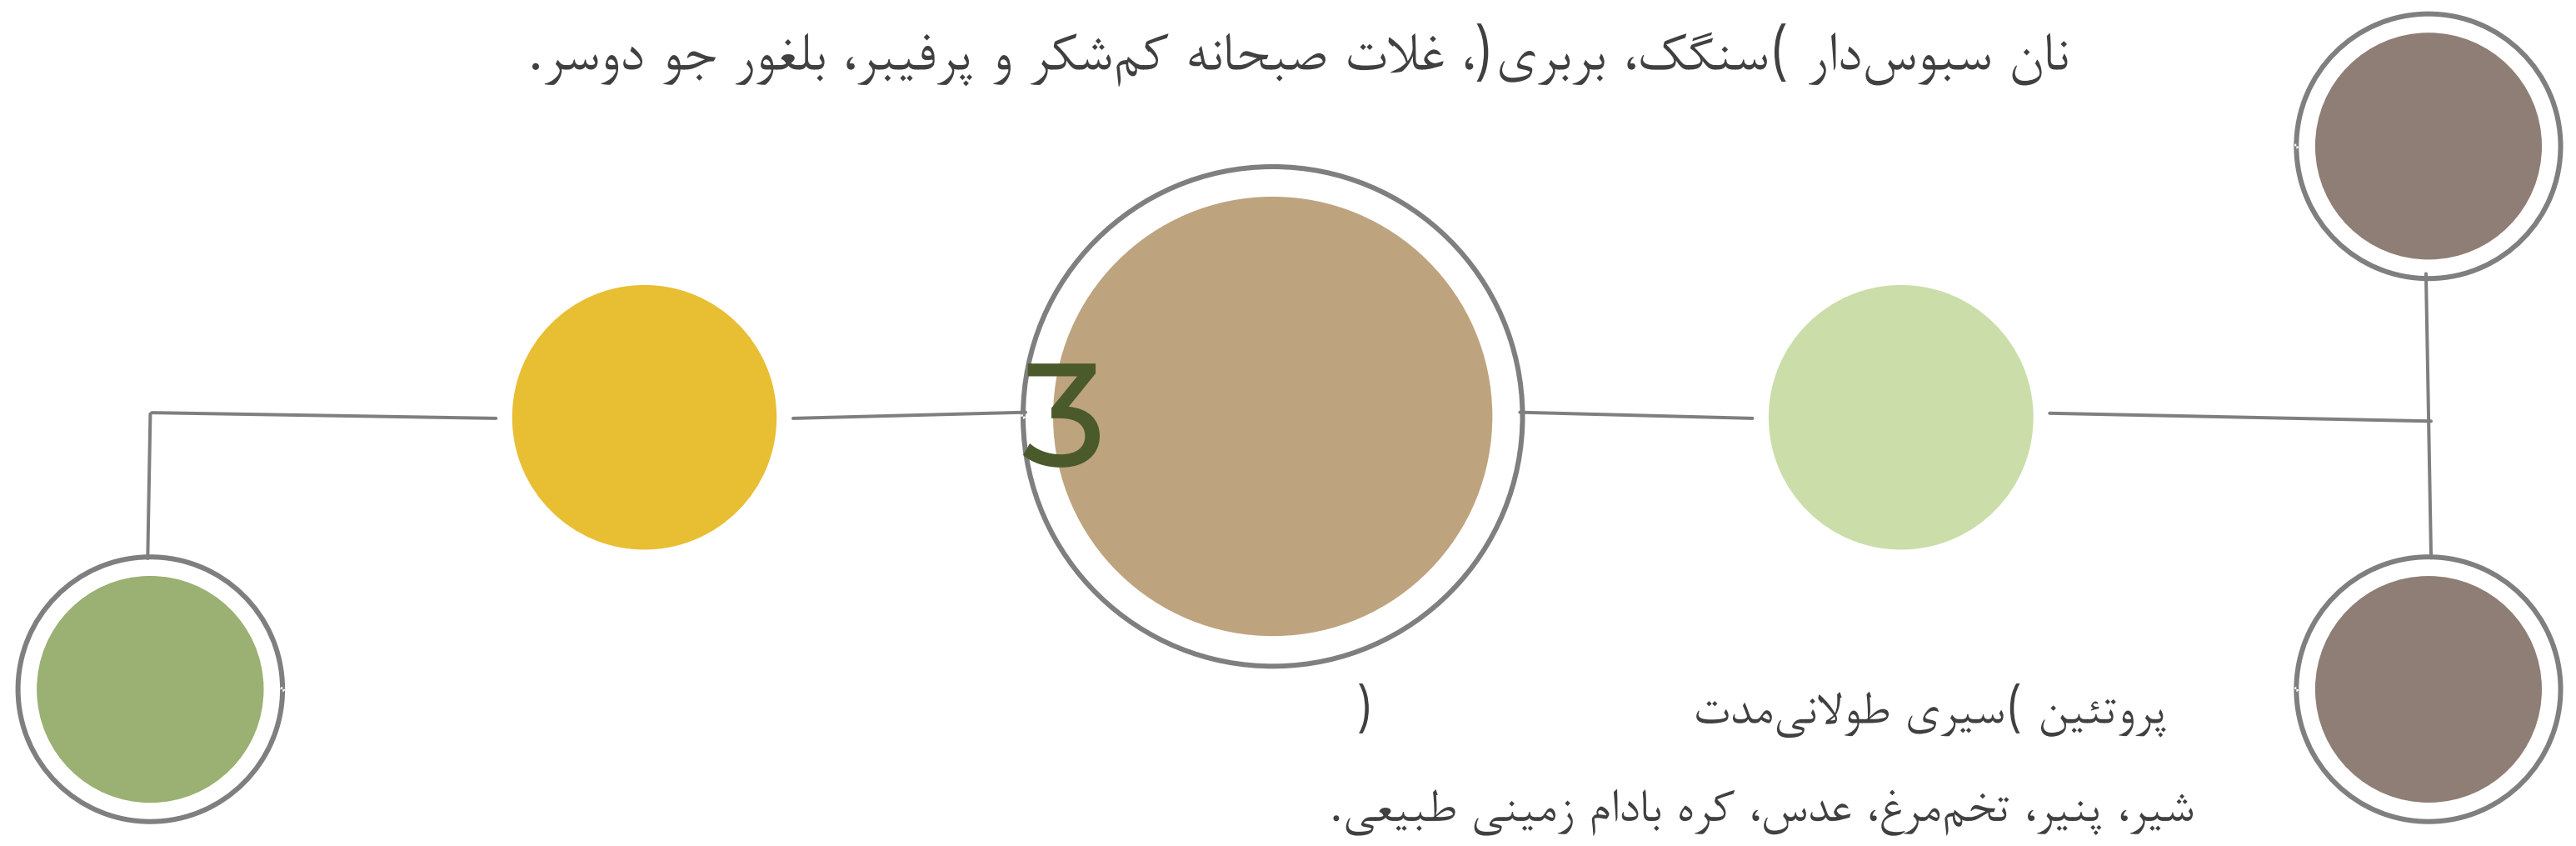 نان سبوس‌دار )سنگک، بربری(، غلات صبحانه کم‌شکر و پرفیبر، بلغور جو دوسر.
3
پروتئین )سیری طولانی‌مدت (
شیر، پنیر، تخم‌مرغ، عدس، کره بادام زمینی طبیعی.